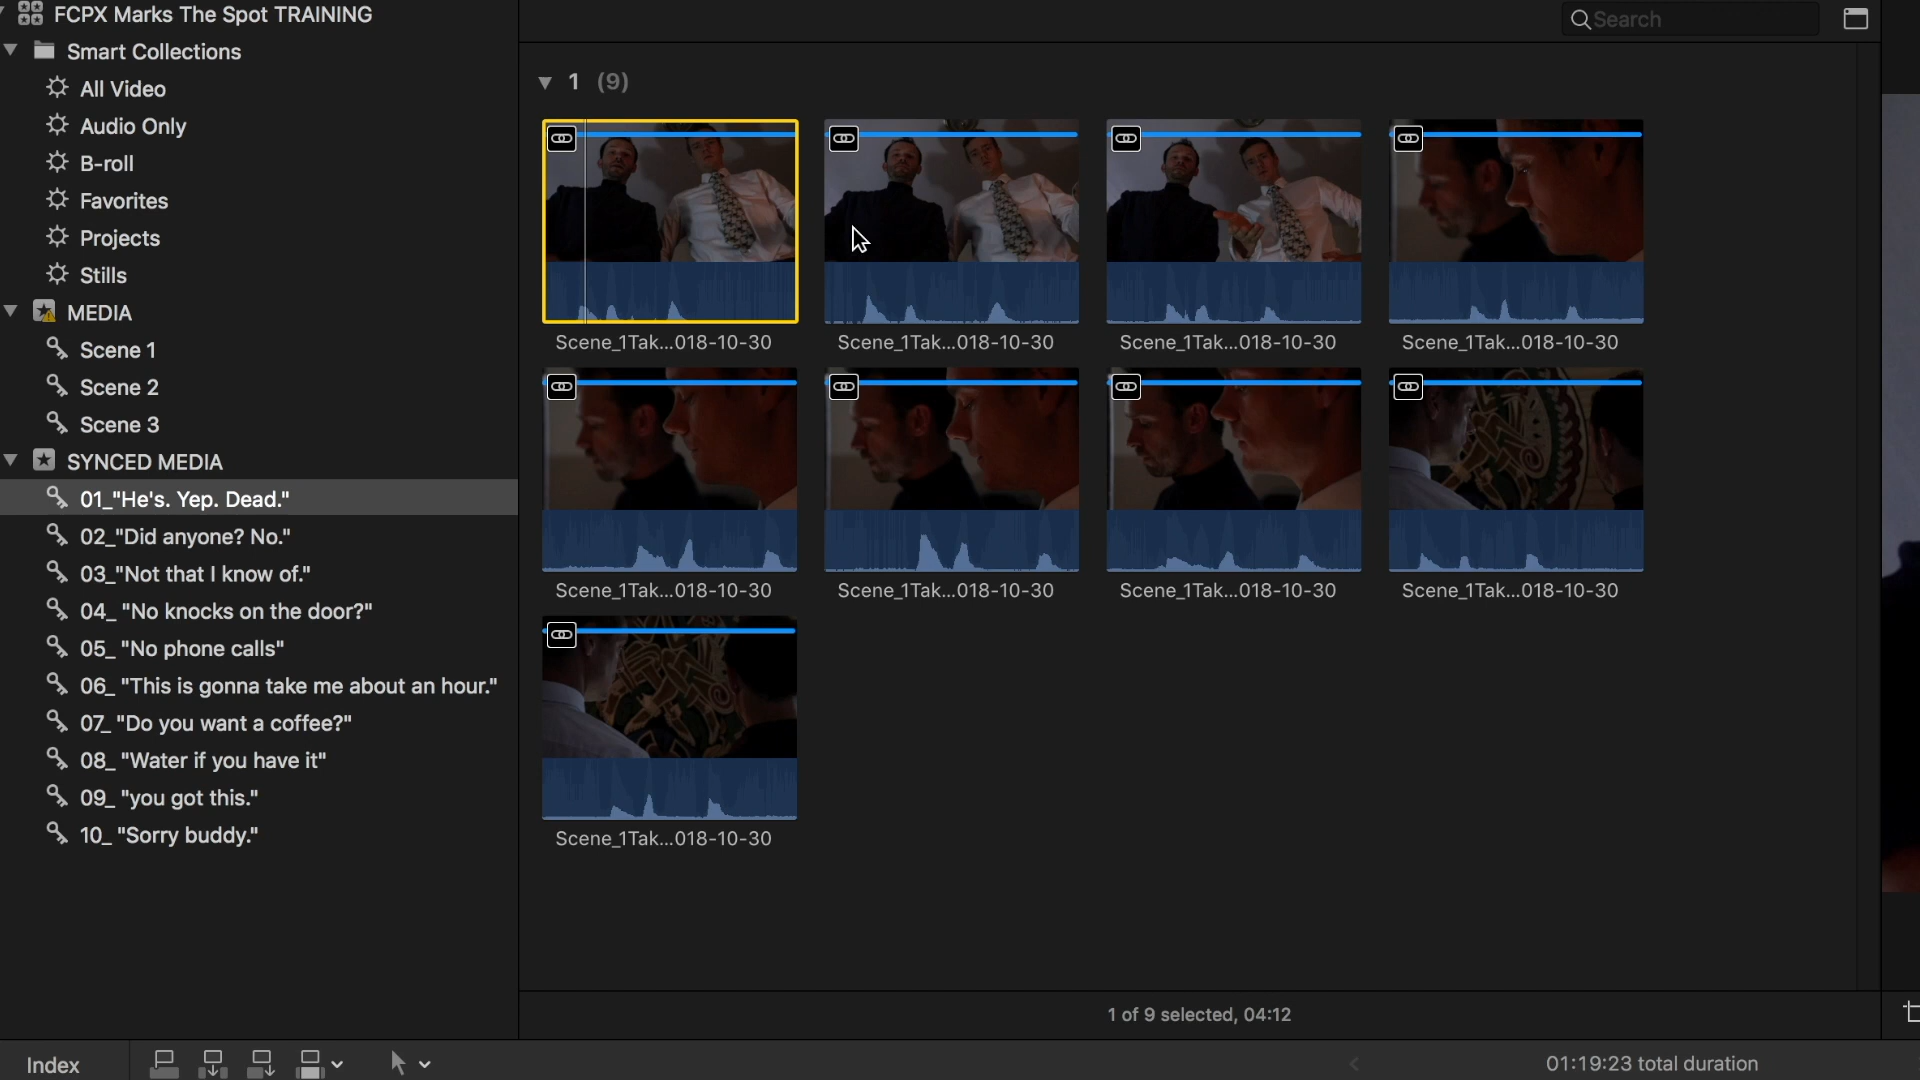 FCPX Marks The Spot TRAINING
Smart Collections
All Video
Audio Only
B-roll
Favorites
Projects
Stills
MEDIA
Scene 1
Scene 2
Scene 3
SYNCED MEDIA
01_"He's. Yep. Dead."
02_"Did anyone? No."
03_"Not that I know of."
04_ "No knocks on the door?"
05_ "No phone calls"
06_ "This is gonna take me about an hour."
07_ "Do you want a coffee?"
08_ "Water if you have it"
09_ "you got this."
10_ "Sorry buddy."
Search
1 (9)
Scene_1Tak...018-10-30
Scene_1Tak...018-10-30
Scene_1Tak...018-10-30
Scene_1Tak...018-10-30
Scene_1Tak...018-10-30
Scene_1Tak...018-10-30
Scene_1Tak...018-10-30
Scene_1Tak...018-10-30
Scene_1Tak...018-10-30
1 of 9 selected, 04:12
Index
01:19:23 total duration